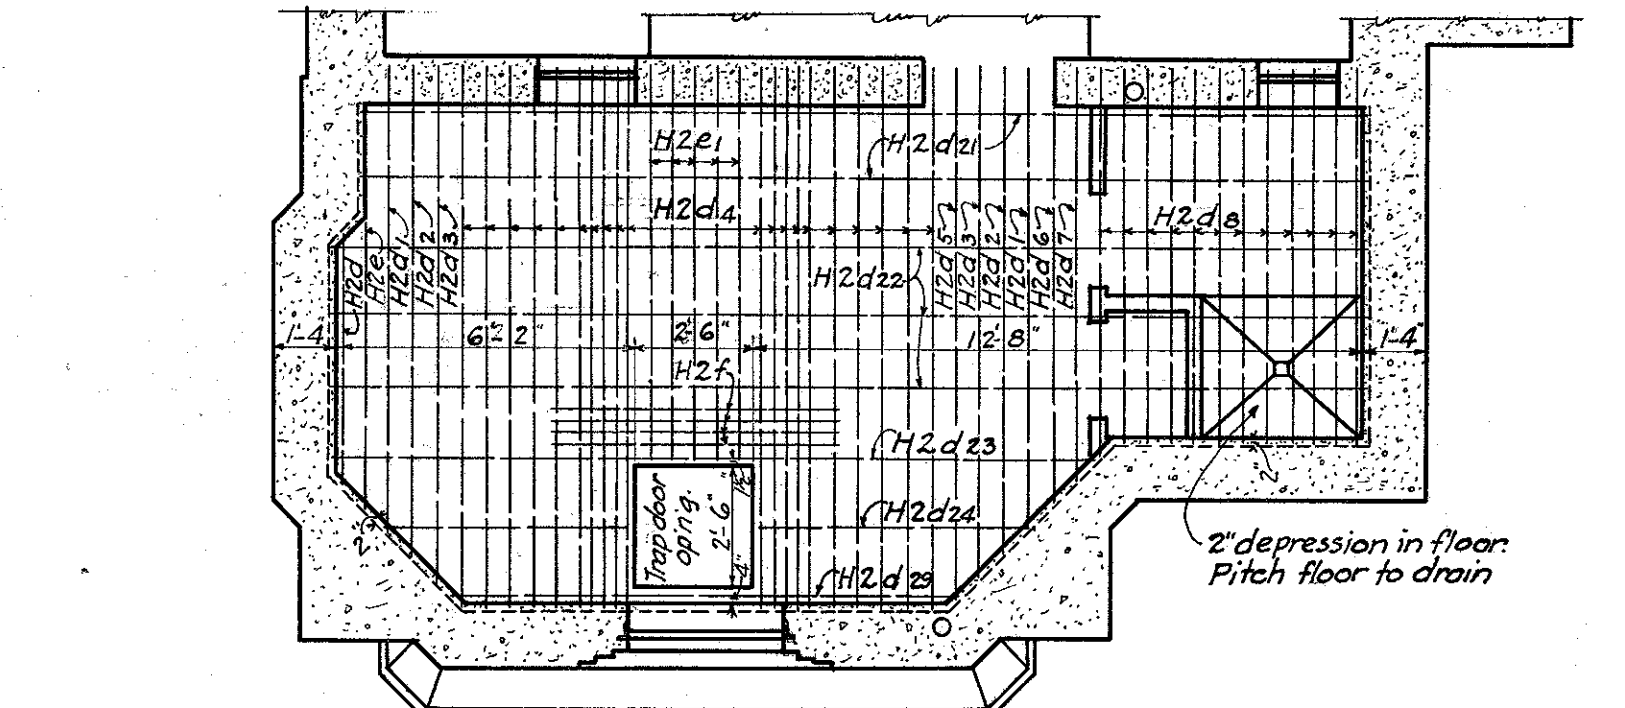 H2e1
H2d21
H2d4
H2d8
H2d
H2e
H2d1
H2d2
H2d3
H2d5
H2d3
H2d2
H2d1
H2d6
H2d7
H2d22
1'-4"
6'-2"
2'-6"
12'-8"
1'-4"
H2f
H2d23
2"
Trap door
op'ng.
2'-6"
4"
H2d24
2"
H2d29
2" depression in floor.
Pitch floor to drain